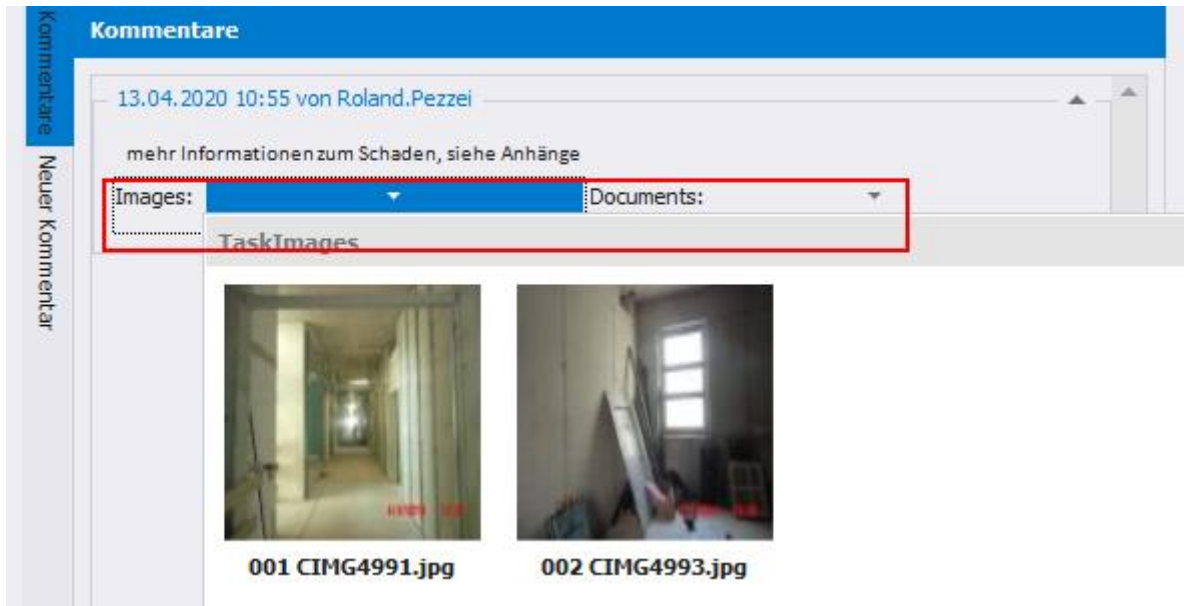 Kommentare
Neuer Kommentar
Kommentare
13.04.2020 10:55 von Roland.Pezzei
mehr Informationen zum Schaden, siehe Anhänge
Images: Documents:
TaskImages
001 CIMG4991.jpg 002 CIMG4993.jpg